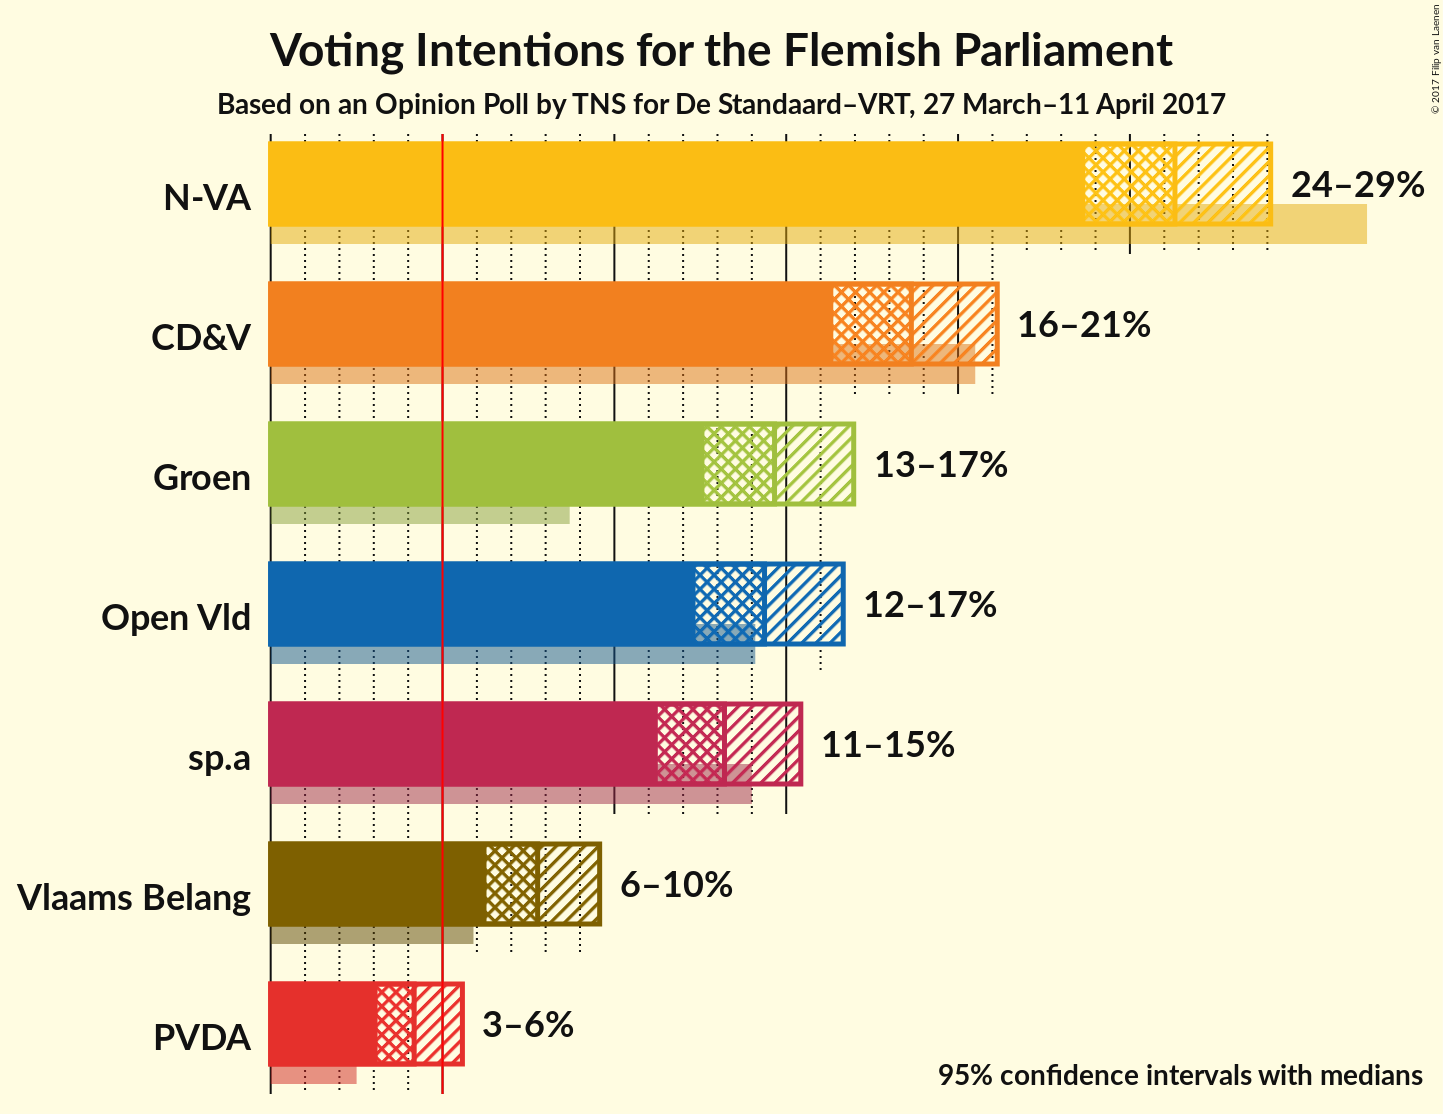 Voting Intentions for the Flemish Parliament
Based on an Opinion Poll by TNS for De Standaard–VRT, 27 March–11 April 2017
© 2017 Filip van Laenen
N-VA
24–29%
CD&V
16–21%
Groen
13–17%
Open Vld
12–17%
sp.a
11–15%
Vlaams Belang
6–10%
PVDA
3–6%
95% confidence intervals with medians